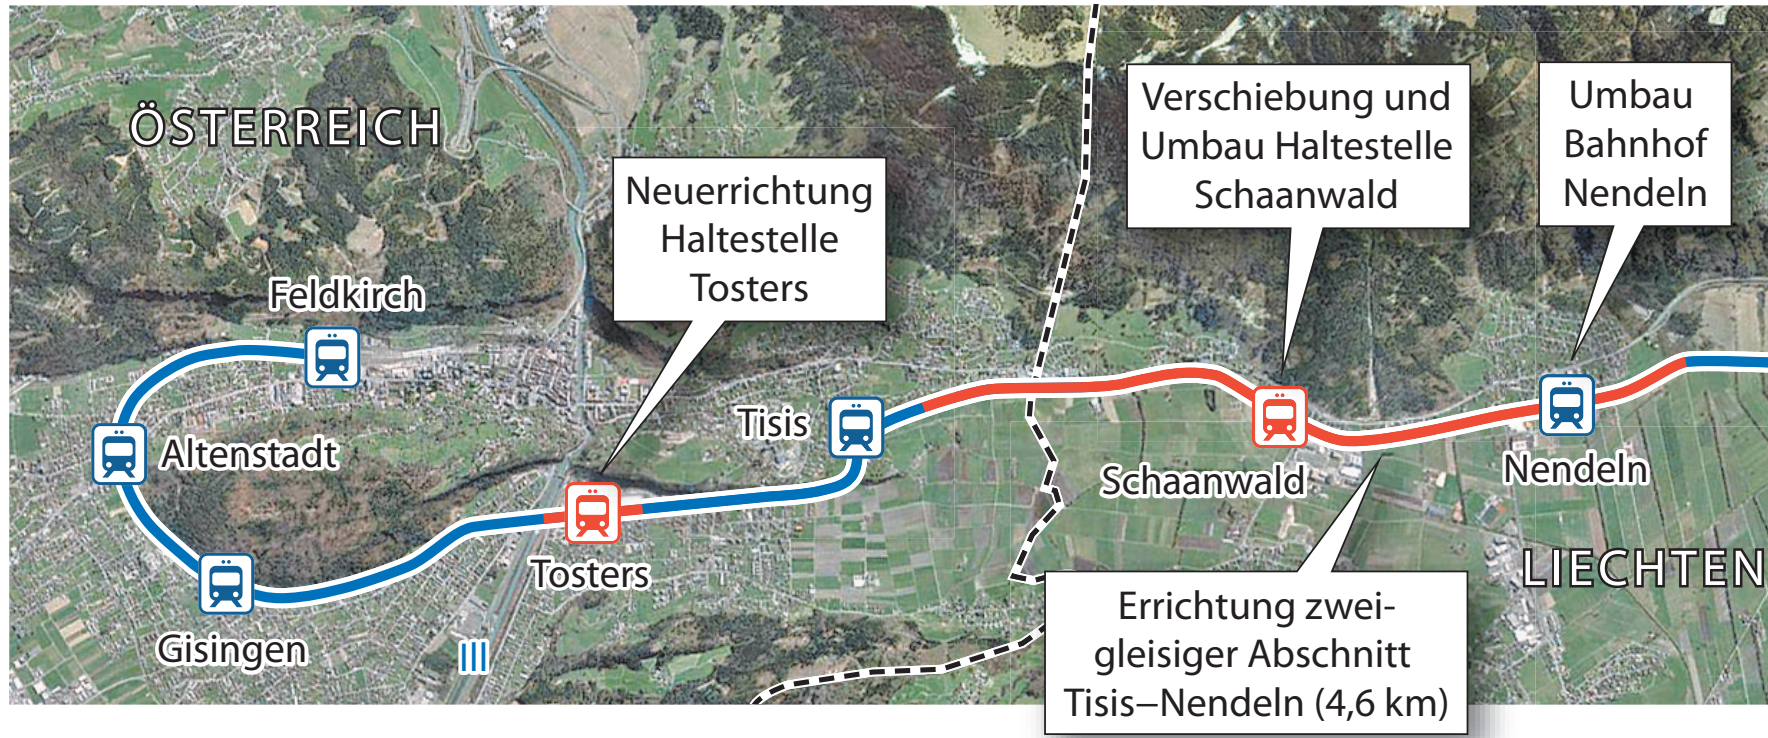 ÖSTERREICH
Verschiebung und
Umbau Haltestelle
Schaanwald
Umbau
Bahnhof
Nendeln
Neuerrichtung
Haltestelle
Tosters
Feldkirch
Altenstadt
Tisis
Schaanwald
Nendeln
Tosters
Gisingen
Ill
LIECHTEN
Errichtung zwei-
gleisiger Abschnitt
Tisis–Nendeln (4,6 km)